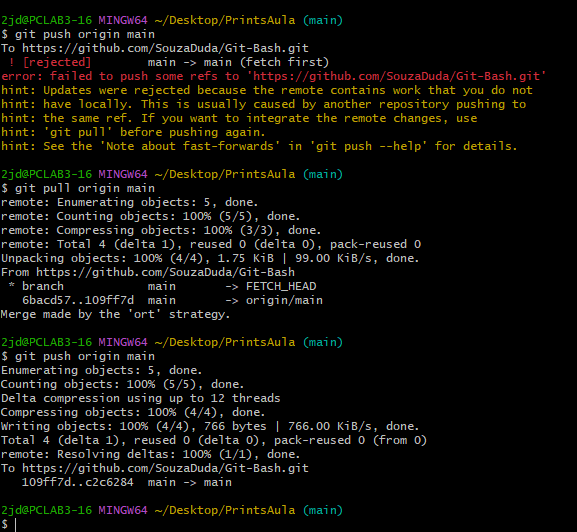 2jd@PCLAB3-16 MINGW64 ~/Desktop/PrintsAula (main)
$ git push origin main
To https://github.com/SouzaDuda/Git-Bash.git
 ! [rejected]        main -> main (fetch first)
error: failed to push some refs to 'https://github.com/SouzaDuda/Git-Bash.git'
hint: Updates were rejected because the remote contains work that you do not
hint: have locally. This is usually caused by another repository pushing to
hint: the same ref. If you want to integrate the remote changes, use
hint: 'git pull' before pushing again.
hint: See the 'Note about fast-forwards' in 'git push --help' for details.

2jd@PCLAB3-16 MINGW64 ~/Desktop/PrintsAula (main)
$ git pull origin main
remote: Enumerating objects: 5, done.
remote: Counting objects: 100% (5/5), done.
remote: Compressing objects: 100% (3/3), done.
remote: Total 4 (delta 1), reused 0 (delta 0), pack-reused 0
Unpacking objects: 100% (4/4), 1.75 KiB | 99.00 KiB/s, done.
From https://github.com/SouzaDuda/Git-Bash
 * branch            main       -> FETCH_HEAD
   6bacd57..109ff7d  main       -> origin/main
Merge made by the 'ort' strategy.

2jd@PCLAB3-16 MINGW64 ~/Desktop/PrintsAula (main)
$ git push origin main
Enumerating objects: 5, done.
Counting objects: 100% (5/5), done.
Delta compression using up to 12 threads
Compressing objects: 100% (4/4), done.
Writing objects: 100% (4/4), 766 bytes | 766.00 KiB/s, done.
Total 4 (delta 1), reused 0 (delta 0), pack-reused 0 (from 0)
remote: Resolving deltas: 100% (1/1), done.
To https://github.com/SouzaDuda/Git-Bash.git
   109ff7d..c2c6284  main -> main

2jd@PCLAB3-16 MINGW64 ~/Desktop/PrintsAula (main)
$